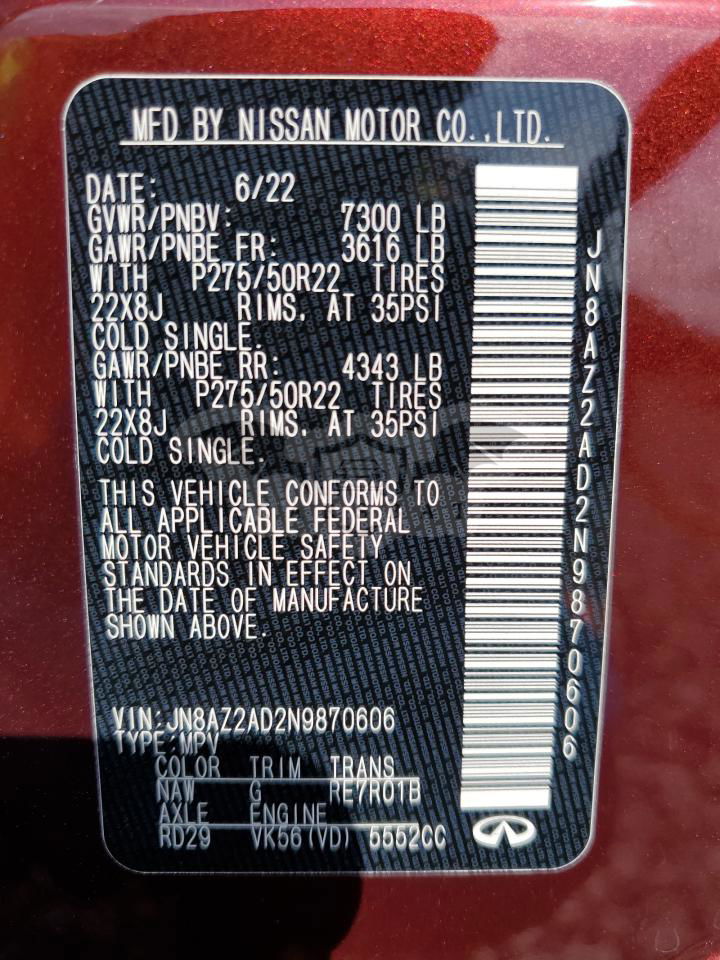 MFD BY NISSAN MOTOR CO.,LTD.
DATE: 6/22
GVWR/PNBV: 7300 LB
GAWR/PNBE FR: 3616 LB
WITH P275/50R22 TIRES
22X8J RIMS, AT 35PSI
COLD SINGLE.
GAWR/PNBE RR: 4343 LB
WITH P275/50R22 TIRES
22X8J RIMS, AT 35PSI
COLD SINGLE.
THIS VEHICLE CONFORMS TO
ALL APPLICABLE FEDERAL
MOTOR VEHICLE SAFETY
STANDARDS IN EFFECT ON
THE DATE OF MANUFACTURE
SHOWN ABOVE.
VIN:JN8AZ2AD2N9870606
TYPE:MPV
COLOR TRIM TRANS
NAW G RE7R01B
AXLE ENGINE
RD29 VK56(VD) 5552CC
JN8AZ2AD2N9870606